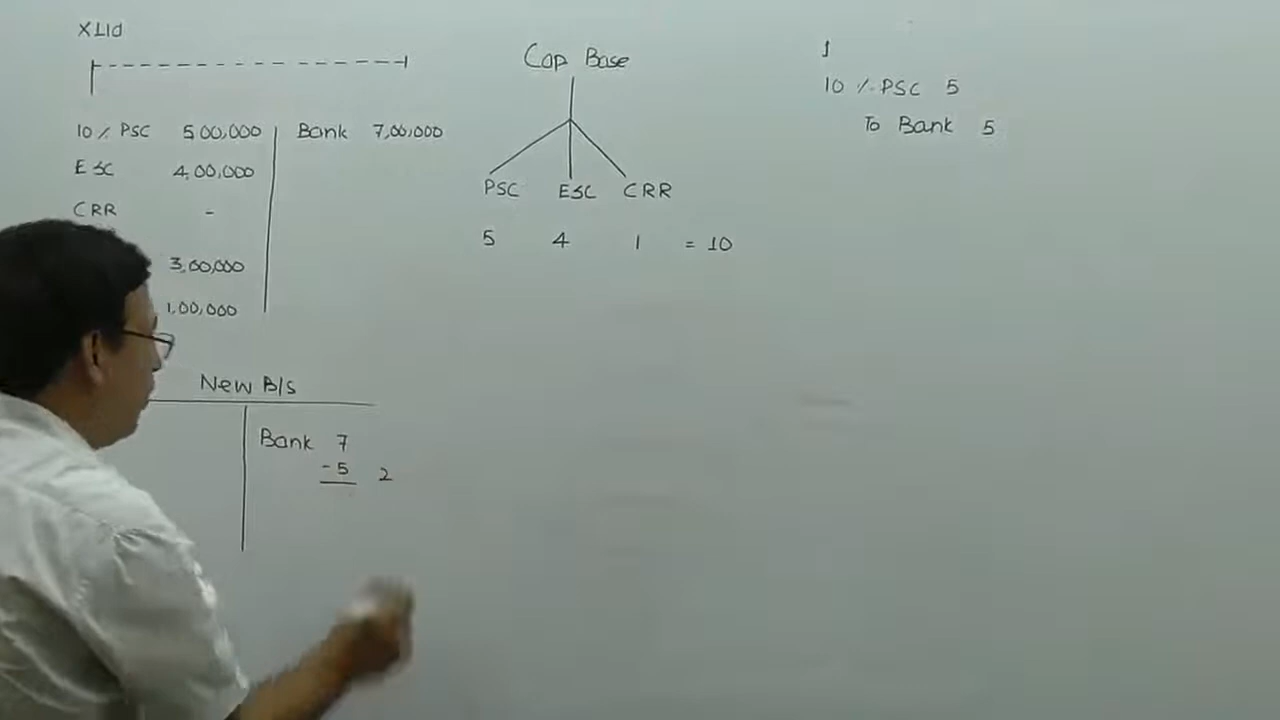 X Ltd
10 % PSC 5,00,000 Bank 7,00,000
ESC 4,00,000
CRR -
3,00,000
1,00,000
New B/s
Bank 7
-5 2
Cap Base
PSC ESC CRR
5 4 1 = 10
J
10 % PSC 5
To Bank 5